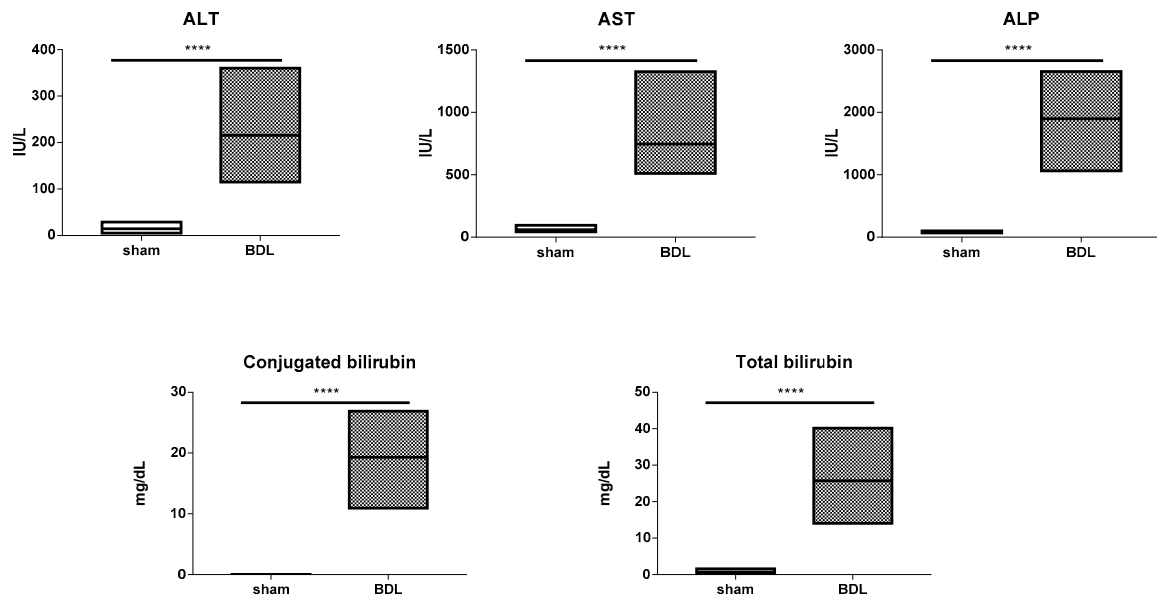 ALT
****
400
300
200
100
0
IU/L
sham
BDL
AST
****
1500
1000
500
0
IU/L
sham
BDL
ALP
****
3000
2000
1000
0
IU/L
sham
BDL
Conjugated bilirubin
****
30
20
10
0
mg/dL
sham
BDL
Total bilirubin
****
50
40
30
20
10
0
mg/dL
sham
BDL